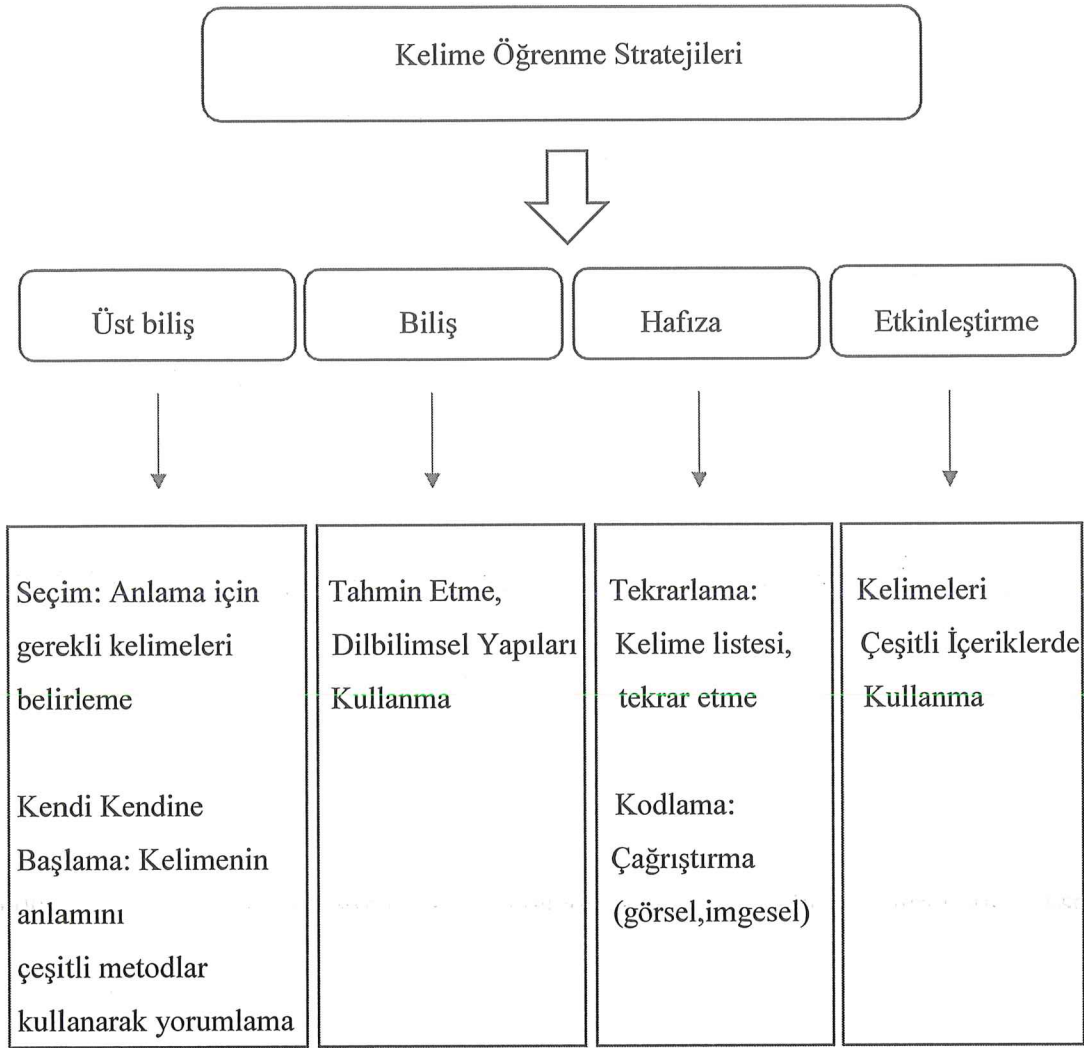 Kelime Öğrenme Stratejileri
Üst biliş
Biliş
Hafıza
Etkinleştirme
Seçim: Anlama için
gerekli kelimeleri
belirleme
Kendi Kendine
Başlama: Kelimenin
anlamını
çeşitli metodlar
kullanarak yorumlama
Tahmin Etme,
Dilbilimsel Yapıları
Kullanma
Tekrarlama:
Kelime listesi,
tekrar etme
Kodlama:
Çağrıştırma
(görsel,imgesel)
Kelimeleri
Çeşitli İçeriklerde
Kullanma